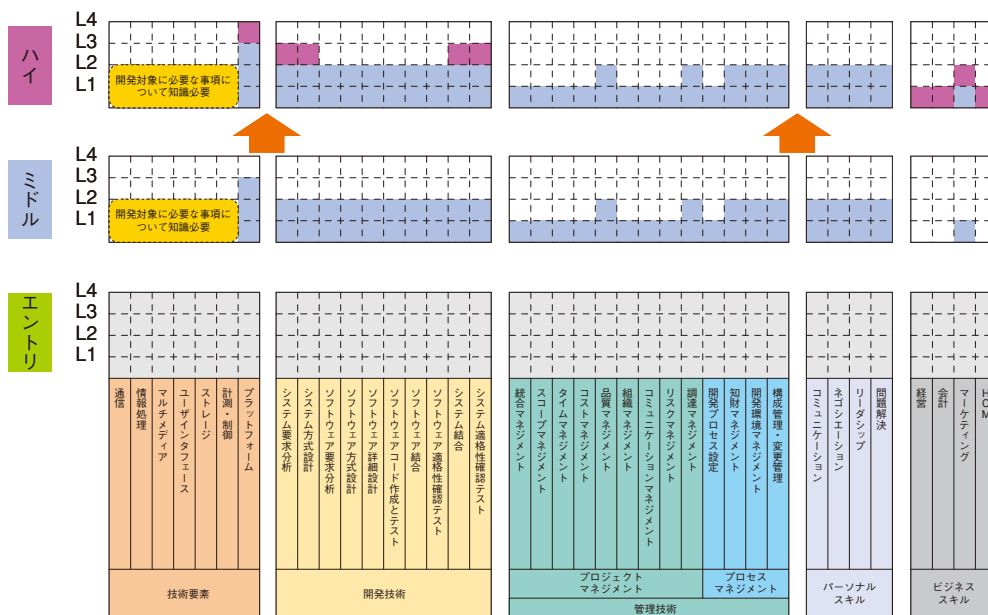 ハイ
L4
L3
L2
L1
開発対象に必要な事項に
ついて知識必要
ミドル
L4
L3
L2
L1
開発対象に必要な事項に
ついて知識必要
エントリ
L4
L3
L2
L1
通信
情報処理
マルチメディア
ユーザインタフェース
ストレージ
計測・制御
プラットフォーム
システム要求分析
システム方式設計
ソフトウェア要求分析
ソフトウェア方式設計
ソフトウェア詳細設計
ソフトウェアコード作成とテスト
ソフトウェア結合
ソフトウェア適格性確認テスト
システム結合
システム適格性確認テスト
統合マネジメント
スコープマネジメント
タイムマネジメント
コストマネジメント
品質マネジメント
組織マネジメント
コミュニケーションマネジメント
リスクマネジメント
調達マネジメント
開発プロセス設定
知財マネジメント
開発環境マネジメント
構成管理・変更管理
コミュニケーション
ネゴシエーション
リーダシップ
問題解決
経営
会計
マーケティング
HCM
技術要素
開発技術
プロジェクト
マネジメント
プロセス
マネジメント
管理技術
パーソナル
スキル
ビジネス
スキル